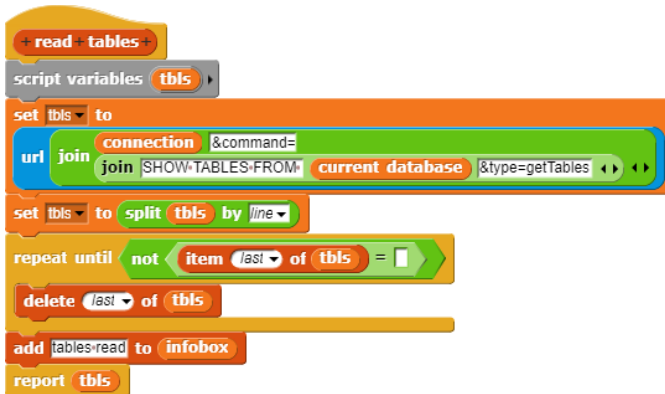 + read + tables +
script variables tbls
set tbls to
url join connection &command=
join SHOW TABLES FROM current database &type=getTables
set tbls to split tbls by line
repeat until not item last of tbls =
delete last of tbls
add tables read to infobox
report tbls